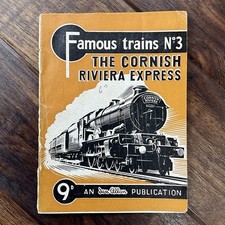 Famous trains Nº3
THE CORNISH
RIVIERA EXPRESS
9ᴰ
AN Ian Allan PUBLICATION